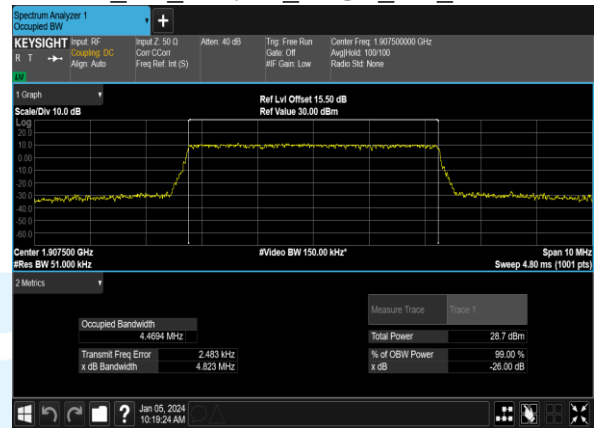 Spectrum Analyzer 1
Occupied BW
KEYSIGHT Input: RF Input Z: 50 Ω Atten: 40 dB Trig: Free Run Center Freq: 1.907500000 GHz
R T Coupling: DC Corr CCorr Gate: Off Avg|Hold: 100/100
Align: Auto Freq Ref: Int (S) #IF Gain: Low Radio Std: None
1 Graph
Ref Lvl Offset 15.50 dB
Scale/Div 10.0 dB Ref Value 30.00 dBm
Log
20.0
10.0
0.00
-10.0
-20.0
-30.0
-40.0
-50.0
-60.0
Center 1.907500 GHz #Video BW 150.00 kHz* Span 10 MHz
#Res BW 51.000 kHz Sweep 4.80 ms (1001 pts)
2 Metrics
Measure Trace Trace 1
Occupied Bandwidth
4.4694 MHz
Total Power 28.7 dBm
Transmit Freq Error 2.483 kHz % of OBW Power 99.00 %
x dB Bandwidth 4.823 MHz x dB -26.00 dB
? Jan 05, 2024
10:19:24 AM